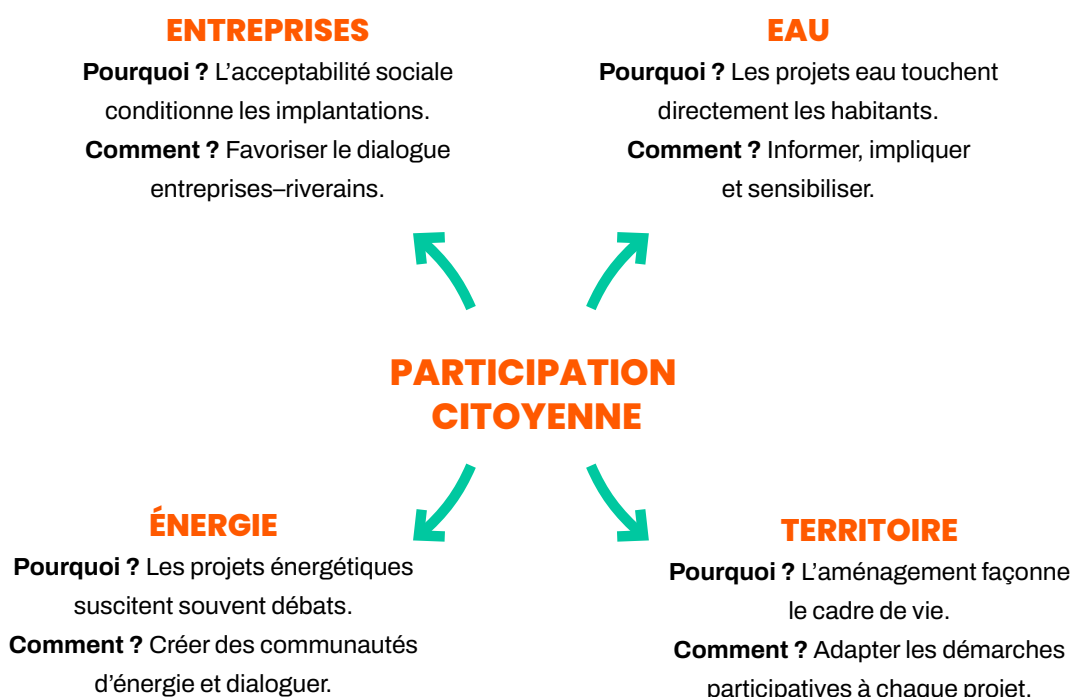 ENTREPRISES
Pourquoi ? L’acceptabilité sociale
conditionne les implantations.
Comment ? Favoriser le dialogue
entreprises–riverains.
EAU
Pourquoi ? Les projets eau touchent
directement les habitants.
Comment ? Informer, impliquer
et sensibiliser.
PARTICIPATION
CITOYENNE
ÉNERGIE
Pourquoi ? Les projets énergétiques
suscitent souvent débats.
Comment ? Créer des communautés
d’énergie et dialoguer.
TERRITOIRE
Pourquoi ? L’aménagement façonne
le cadre de vie.
Comment ? Adapter les démarches
participatives à chaque projet.